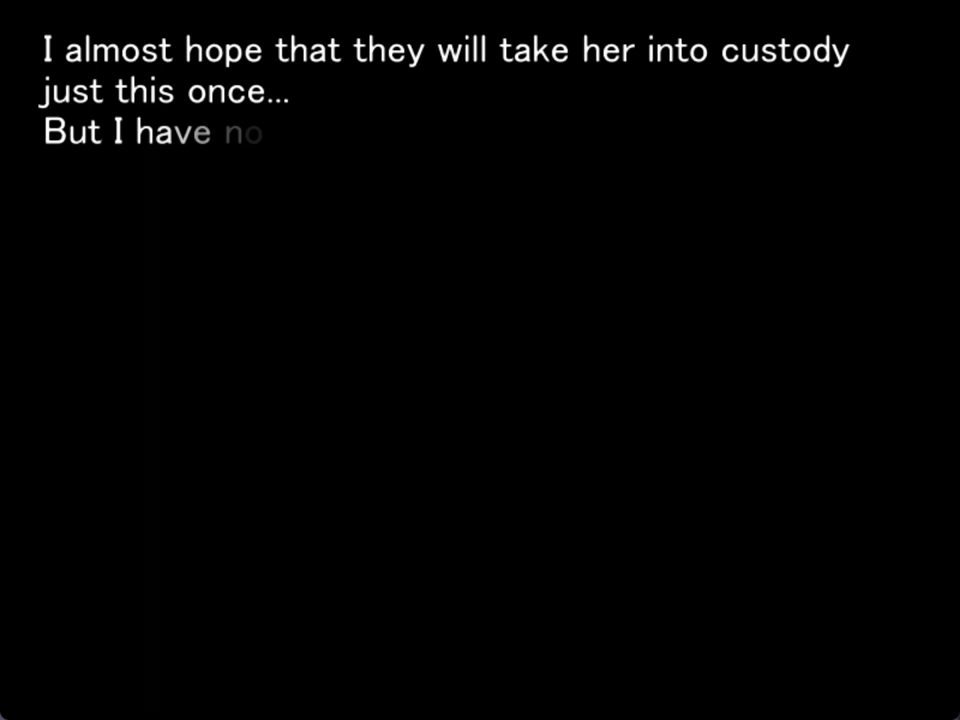 I almost hope that they will take her into custody
just this once...
But I have no